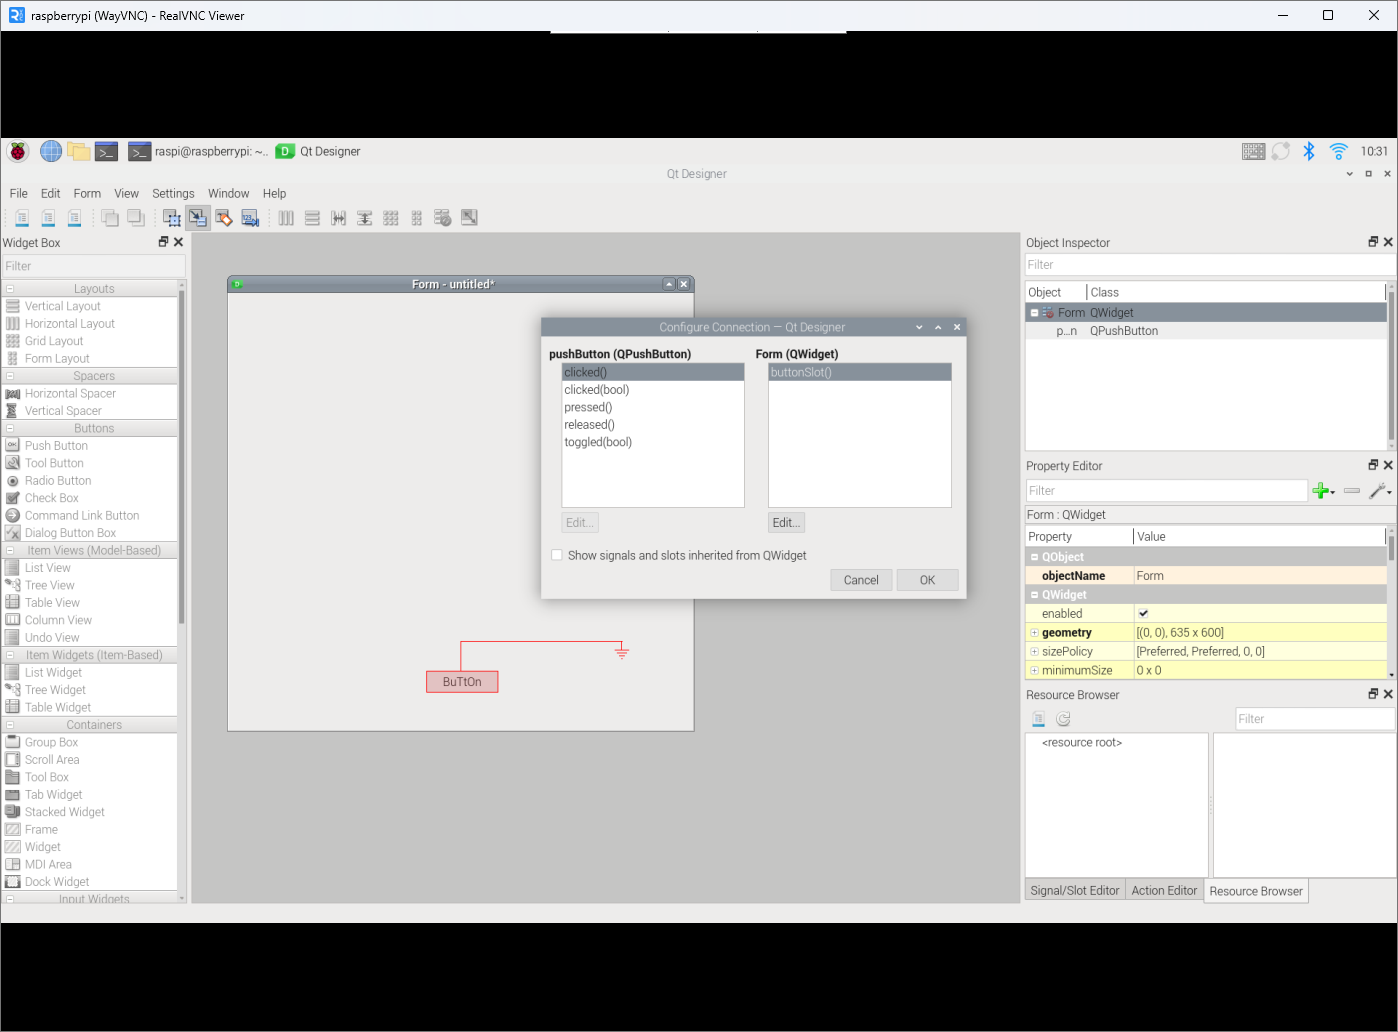 raspberrypi (WayVNC) - RealVNC Viewer
raspi@raspberrypi: ~..
Qt Designer
10:31
Qt Designer
File Edit Form View Settings Window Help
Widget Box
Filter
Layouts
Vertical Layout
Horizontal Layout
Grid Layout
Form Layout
Spacers
Horizontal Spacer
Vertical Spacer
Buttons
Push Button
Tool Button
Radio Button
Check Box
Command Link Button
Dialog Button Box
Item Views (Model-Based)
List View
Tree View
Table View
Column View
Undo View
Item Widgets (Item-Based)
List Widget
Tree Widget
Table Widget
Containers
Group Box
Scroll Area
Tool Box
Tab Widget
Stacked Widget
Frame
Widget
MDI Area
Dock Widget
Input Widgets
Form - untitled*
BuTtOn
Configure Connection — Qt Designer
pushButton (QPushButton)
clicked()
clicked(bool)
pressed()
released()
toggled(bool)
Edit...
Form (QWidget)
buttonSlot()
Edit...
Show signals and slots inherited from QWidget
Cancel
OK
Object Inspector
Filter
Object Class
Form QWidget
p...n QPushButton
Property Editor
Filter
Form : QWidget
Property Value
QObject
objectName Form
QWidget
enabled
geometry [(0, 0), 635 x 600]
sizePolicy [Preferred, Preferred, 0, 0]
minimumSize 0 x 0
Resource Browser
Filter
<resource root>
Signal/Slot Editor
Action Editor
Resource Browser